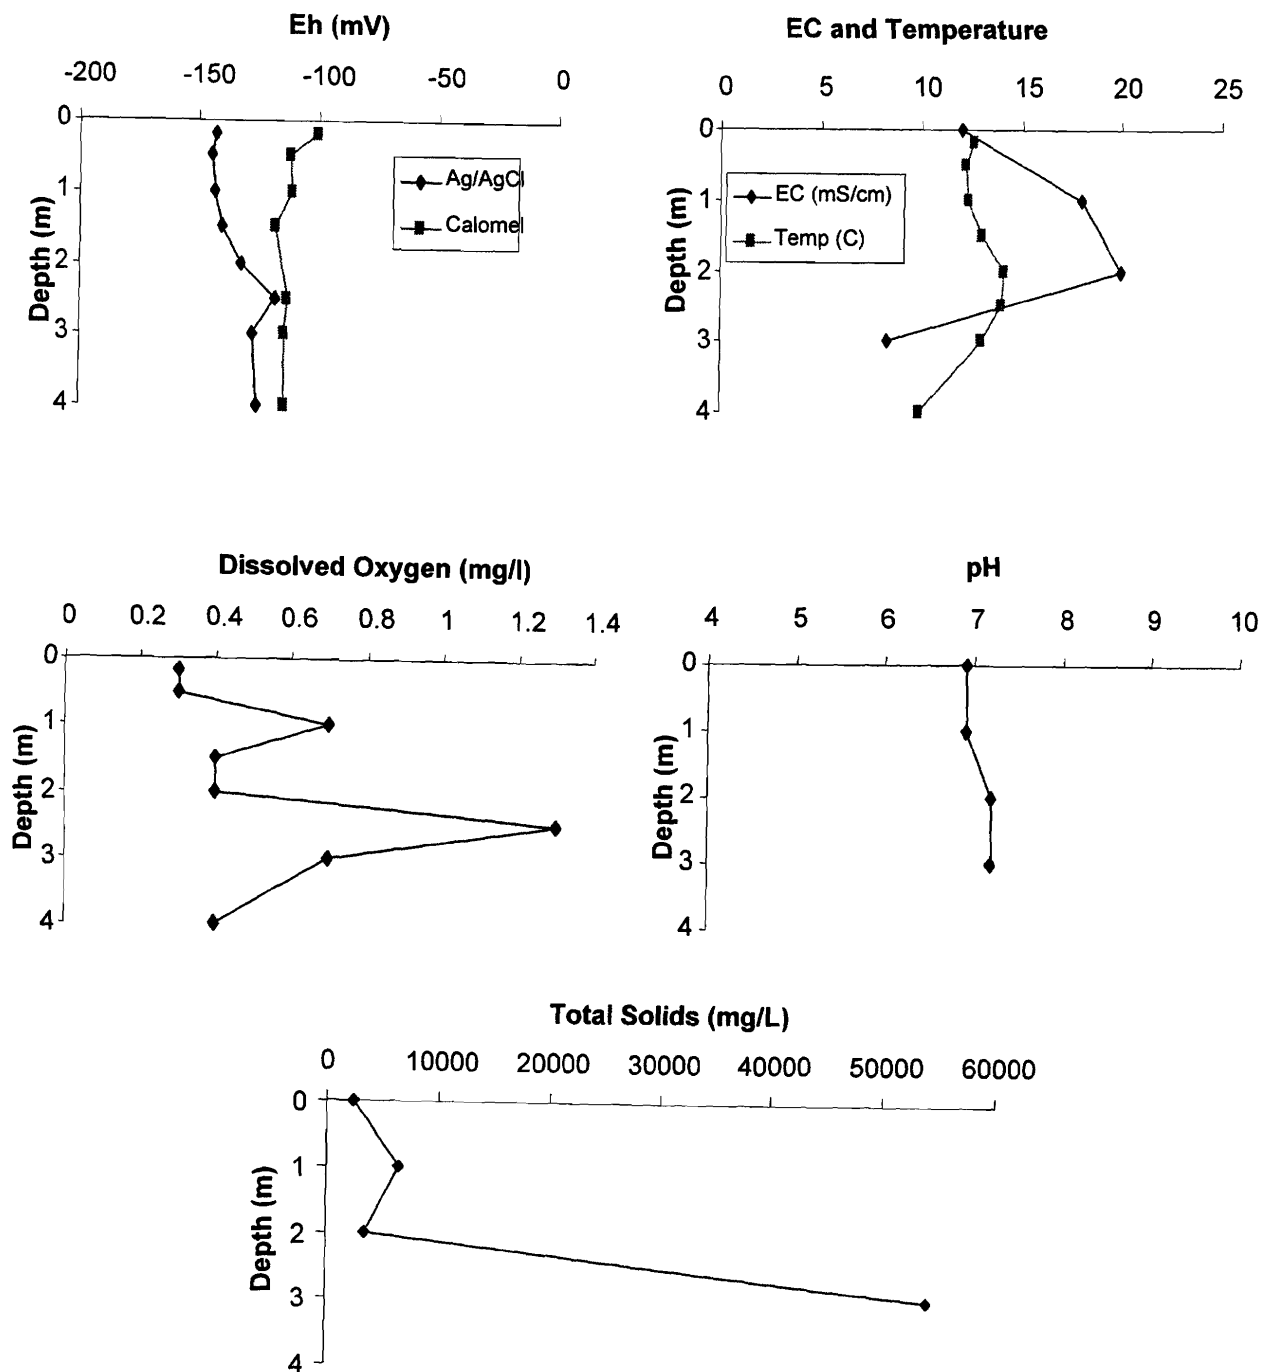 Eh (mV)
-200 -150 -100 -50 0
0
1
2
3
4
Depth (m)
Ag/AgCl
Calomel
EC and Temperature
0 5 10 15 20 25
0
1
2
3
4
Depth (m)
EC (mS/cm)
Temp (C)
Dissolved Oxygen (mg/l)
0 0.2 0.4 0.6 0.8 1 1.2 1.4
0
1
2
3
4
Depth (m)
pH
4 5 6 7 8 9 10
0
1
2
3
4
Depth (m)
Total Solids (mg/L)
0 10000 20000 30000 40000 50000 60000
0
1
2
3
4
Depth (m)